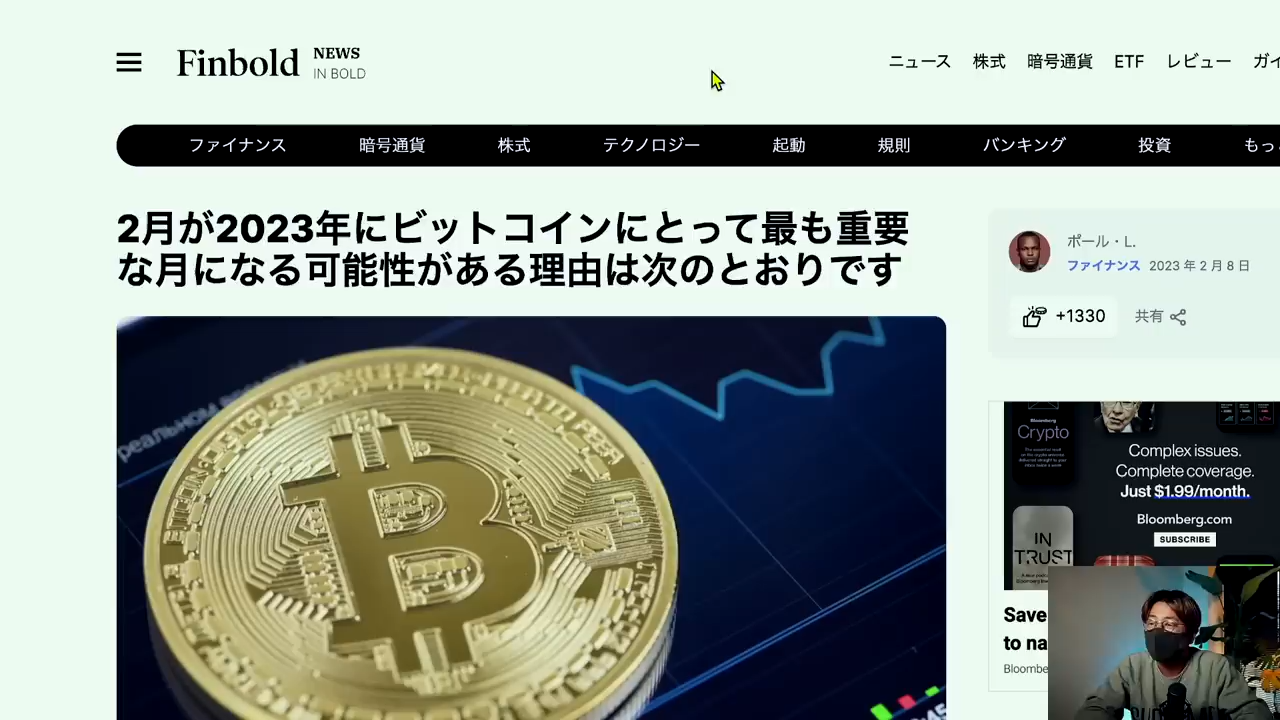 Finbold
NEWS
IN BOLD
ニュース 株式 暗号通貨 ETF レビュー
ファイナンス 暗号通貨 株式 テクノロジー 起動 規則 バンキング 投資
2月が2023年にビットコインにとって最も重要
な月になる可能性がある理由は次のとおりです
ポール・L.
ファイナンス 2023 年 2 月 8 日
+1330 共有
реальном времени
Bloomberg
Crypto
Complex issues.
Complete coverage.
Just $1.99/month.
Bloomberg.com
SUBSCRIBE
IN
TRUST
Save
to na